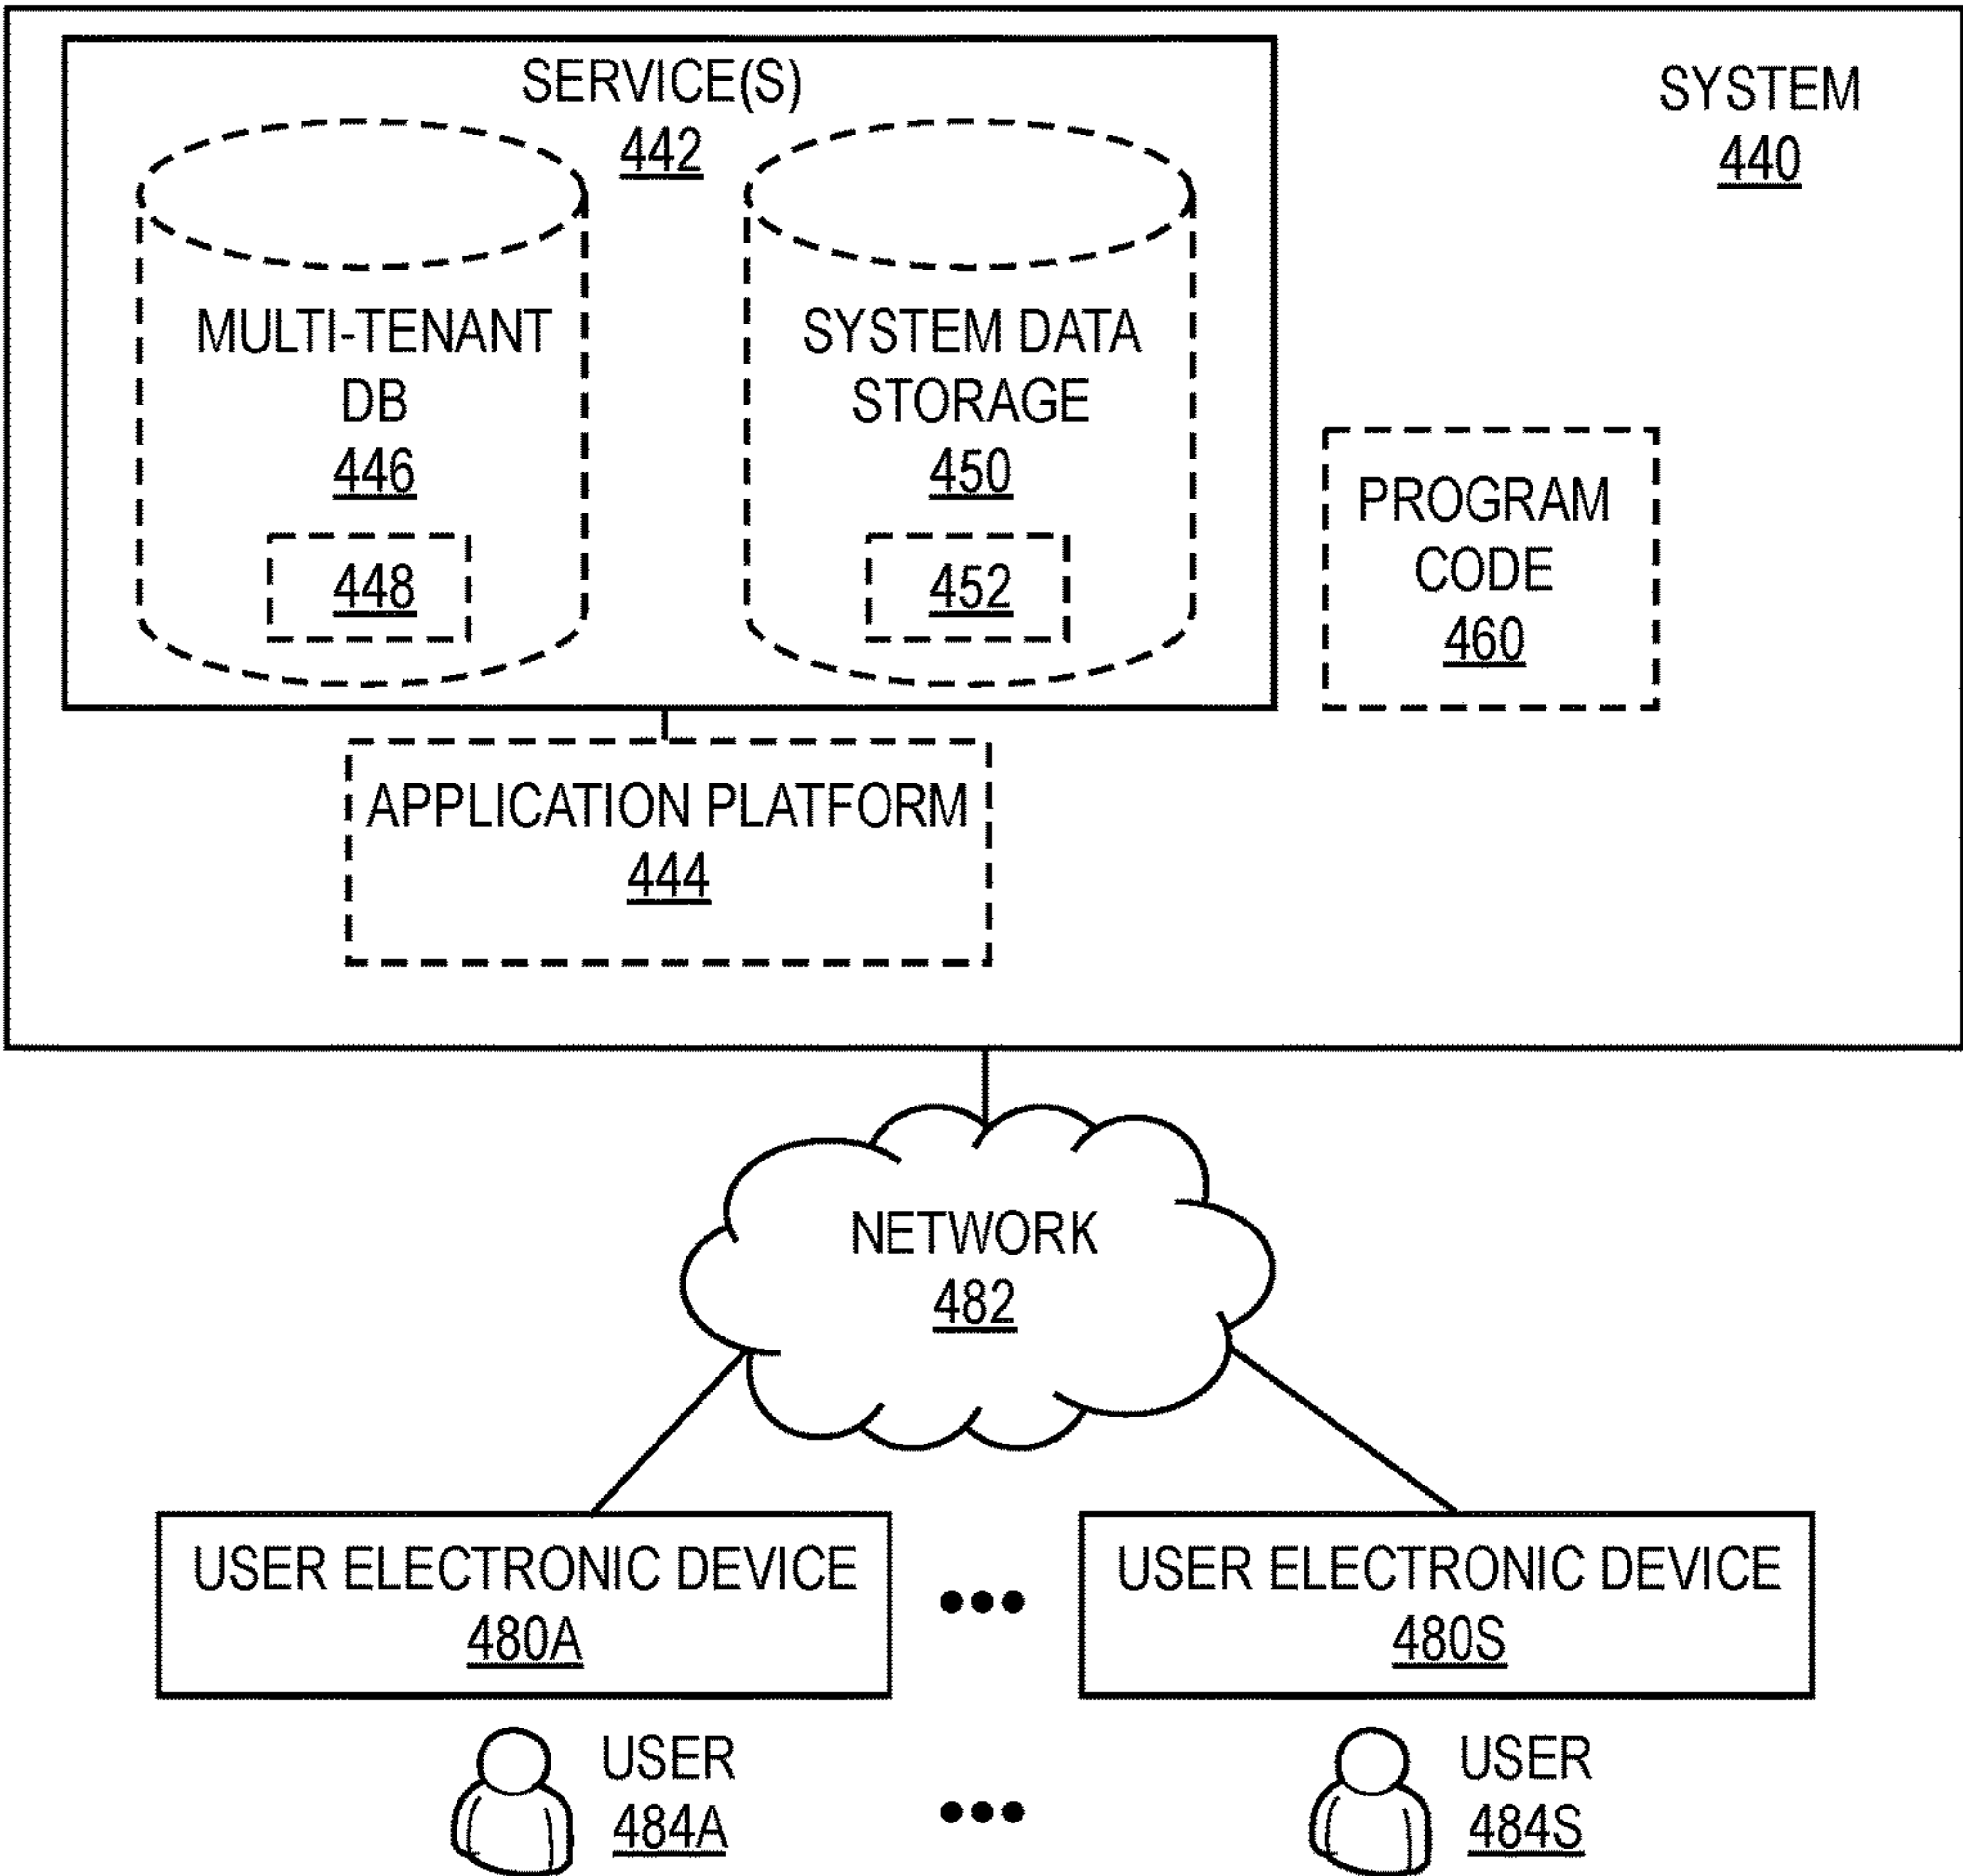 SERVICE(S)
442
SYSTEM
440
MULTI-TENANT
DB
446
448
SYSTEM DATA
STORAGE
450
452
PROGRAM
CODE
460
APPLICATION PLATFORM
444
NETWORK
482
USER ELECTRONIC DEVICE
480A
USER ELECTRONIC DEVICE
480S
USER
484A
USER
484S